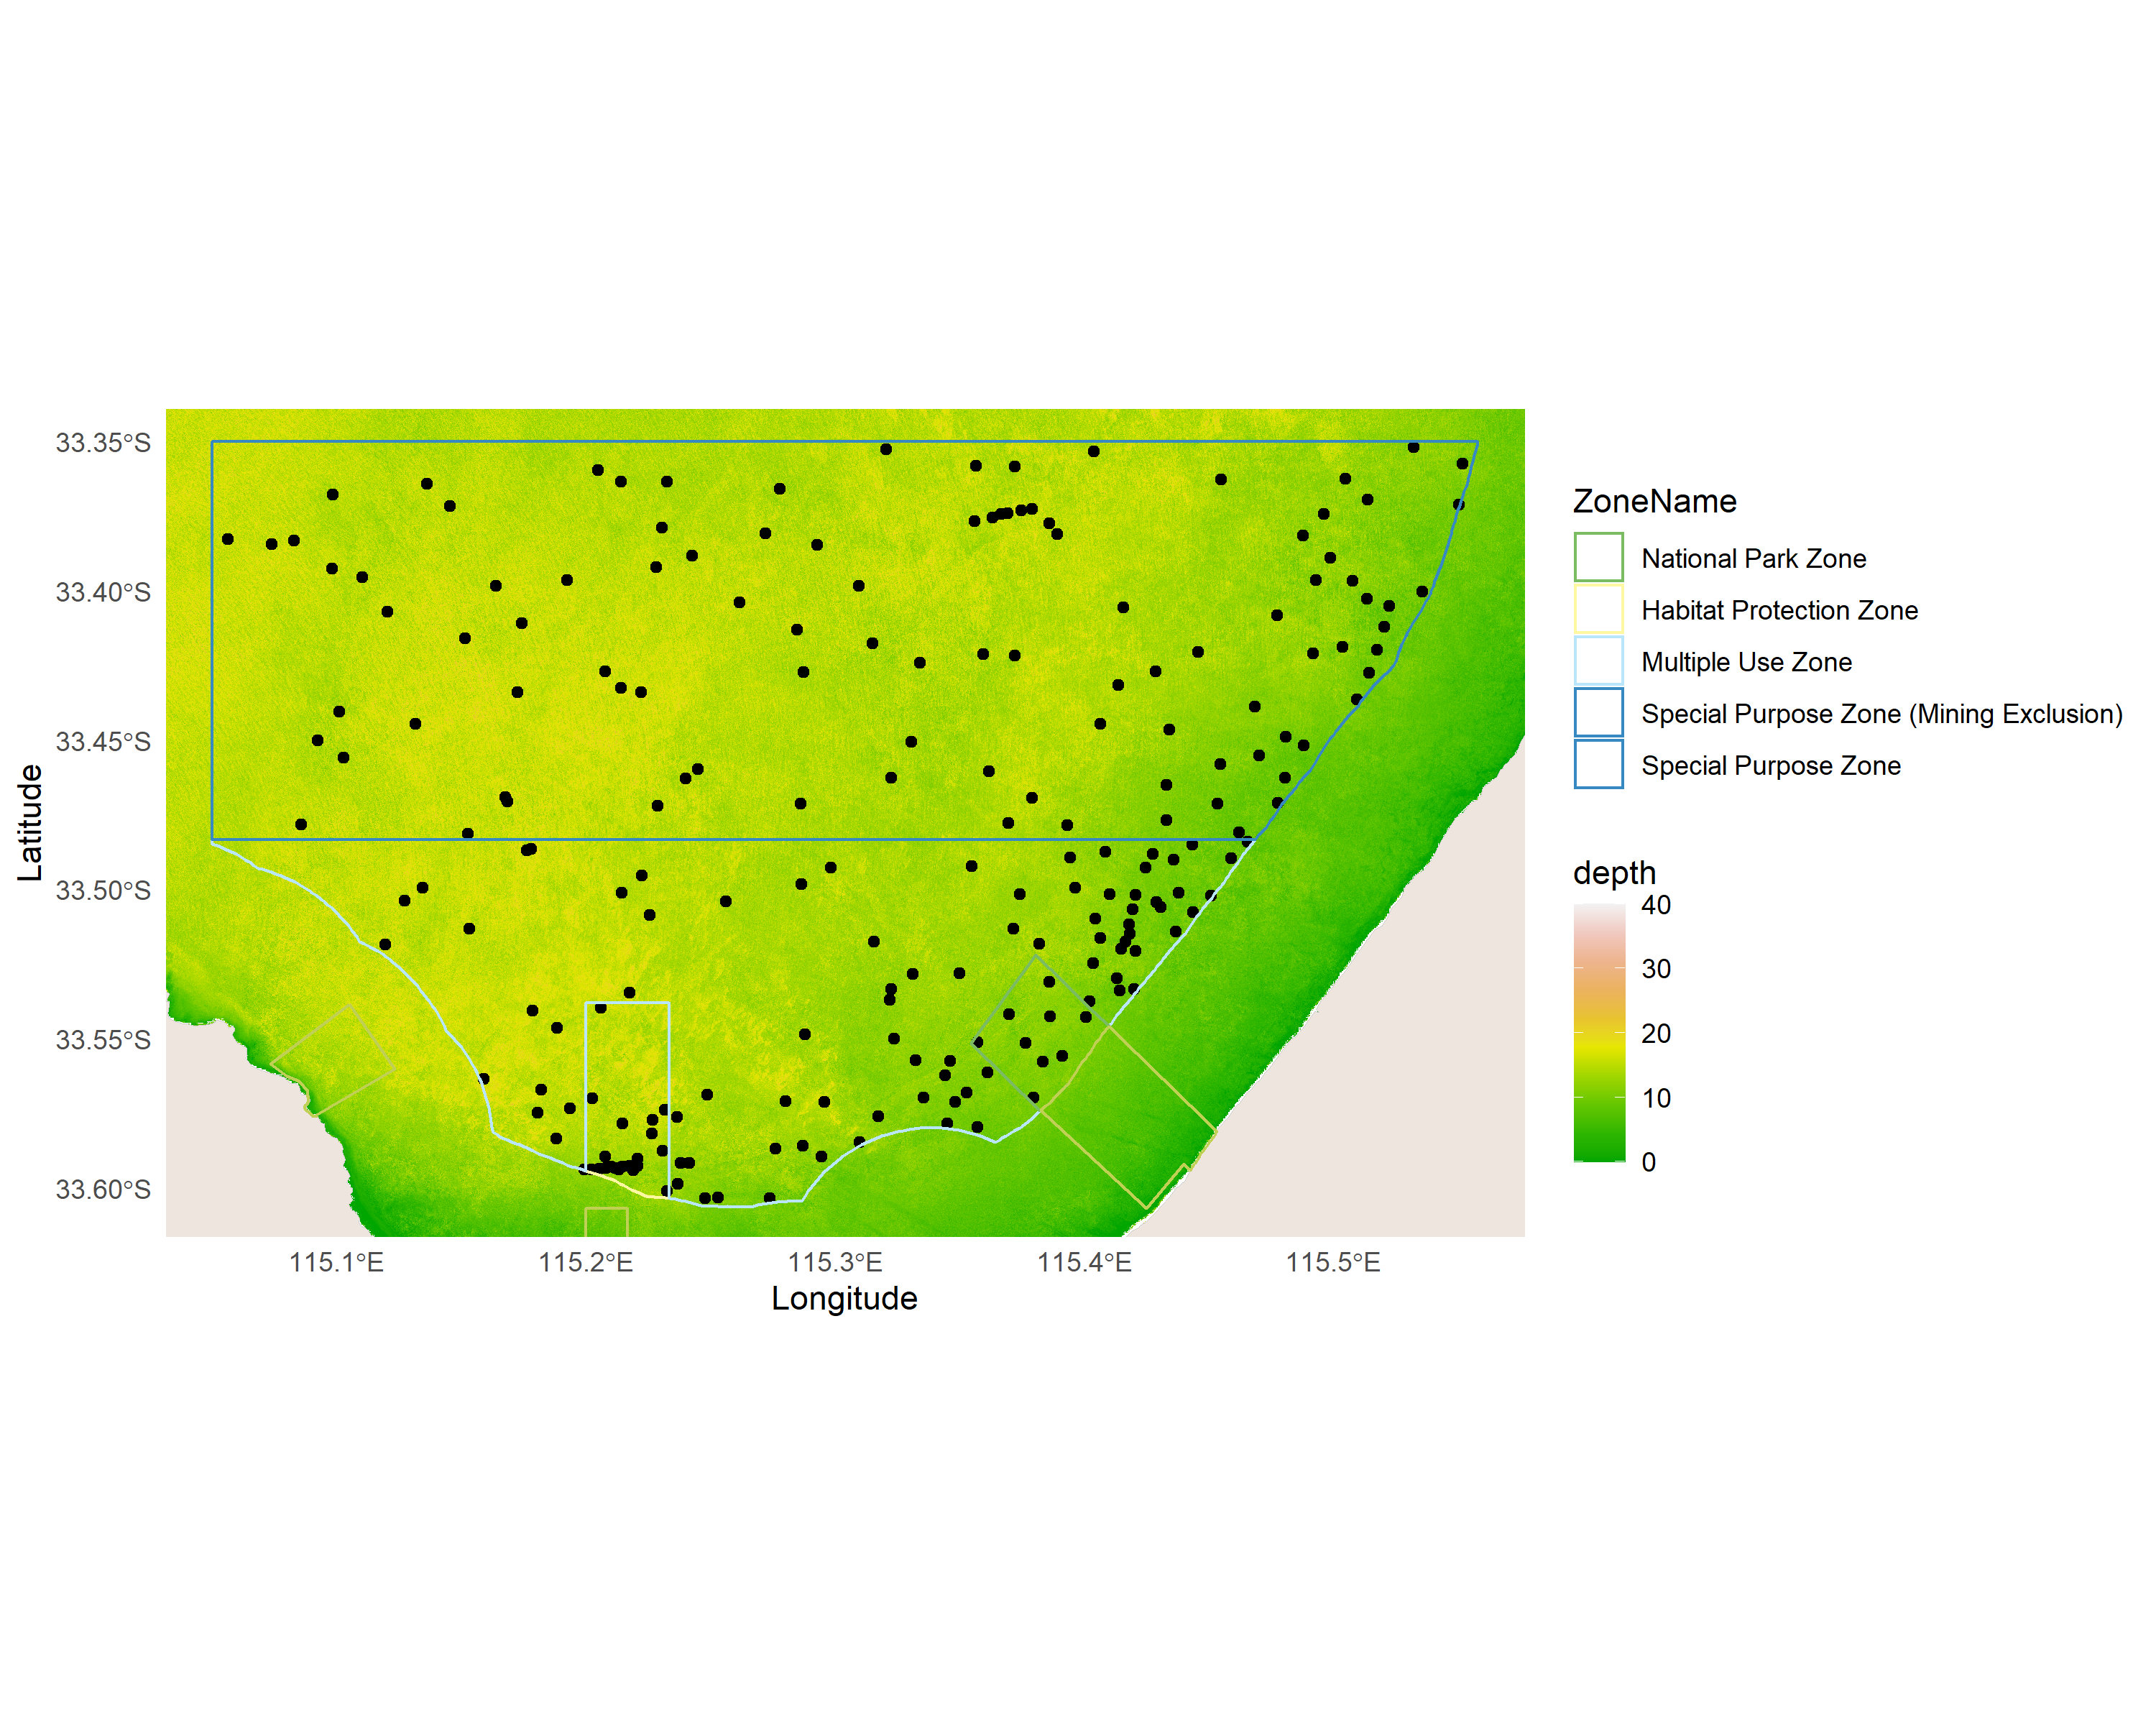 33.35°S
33.40°S
33.45°S
33.50°S
33.55°S
33.60°S
Latitude
115.1°E 115.2°E 115.3°E 115.4°E 115.5°E
Longitude
ZoneName
National Park Zone
Habitat Protection Zone
Multiple Use Zone
Special Purpose Zone (Mining Exclusion)
Special Purpose Zone
depth
40
30
20
10
0